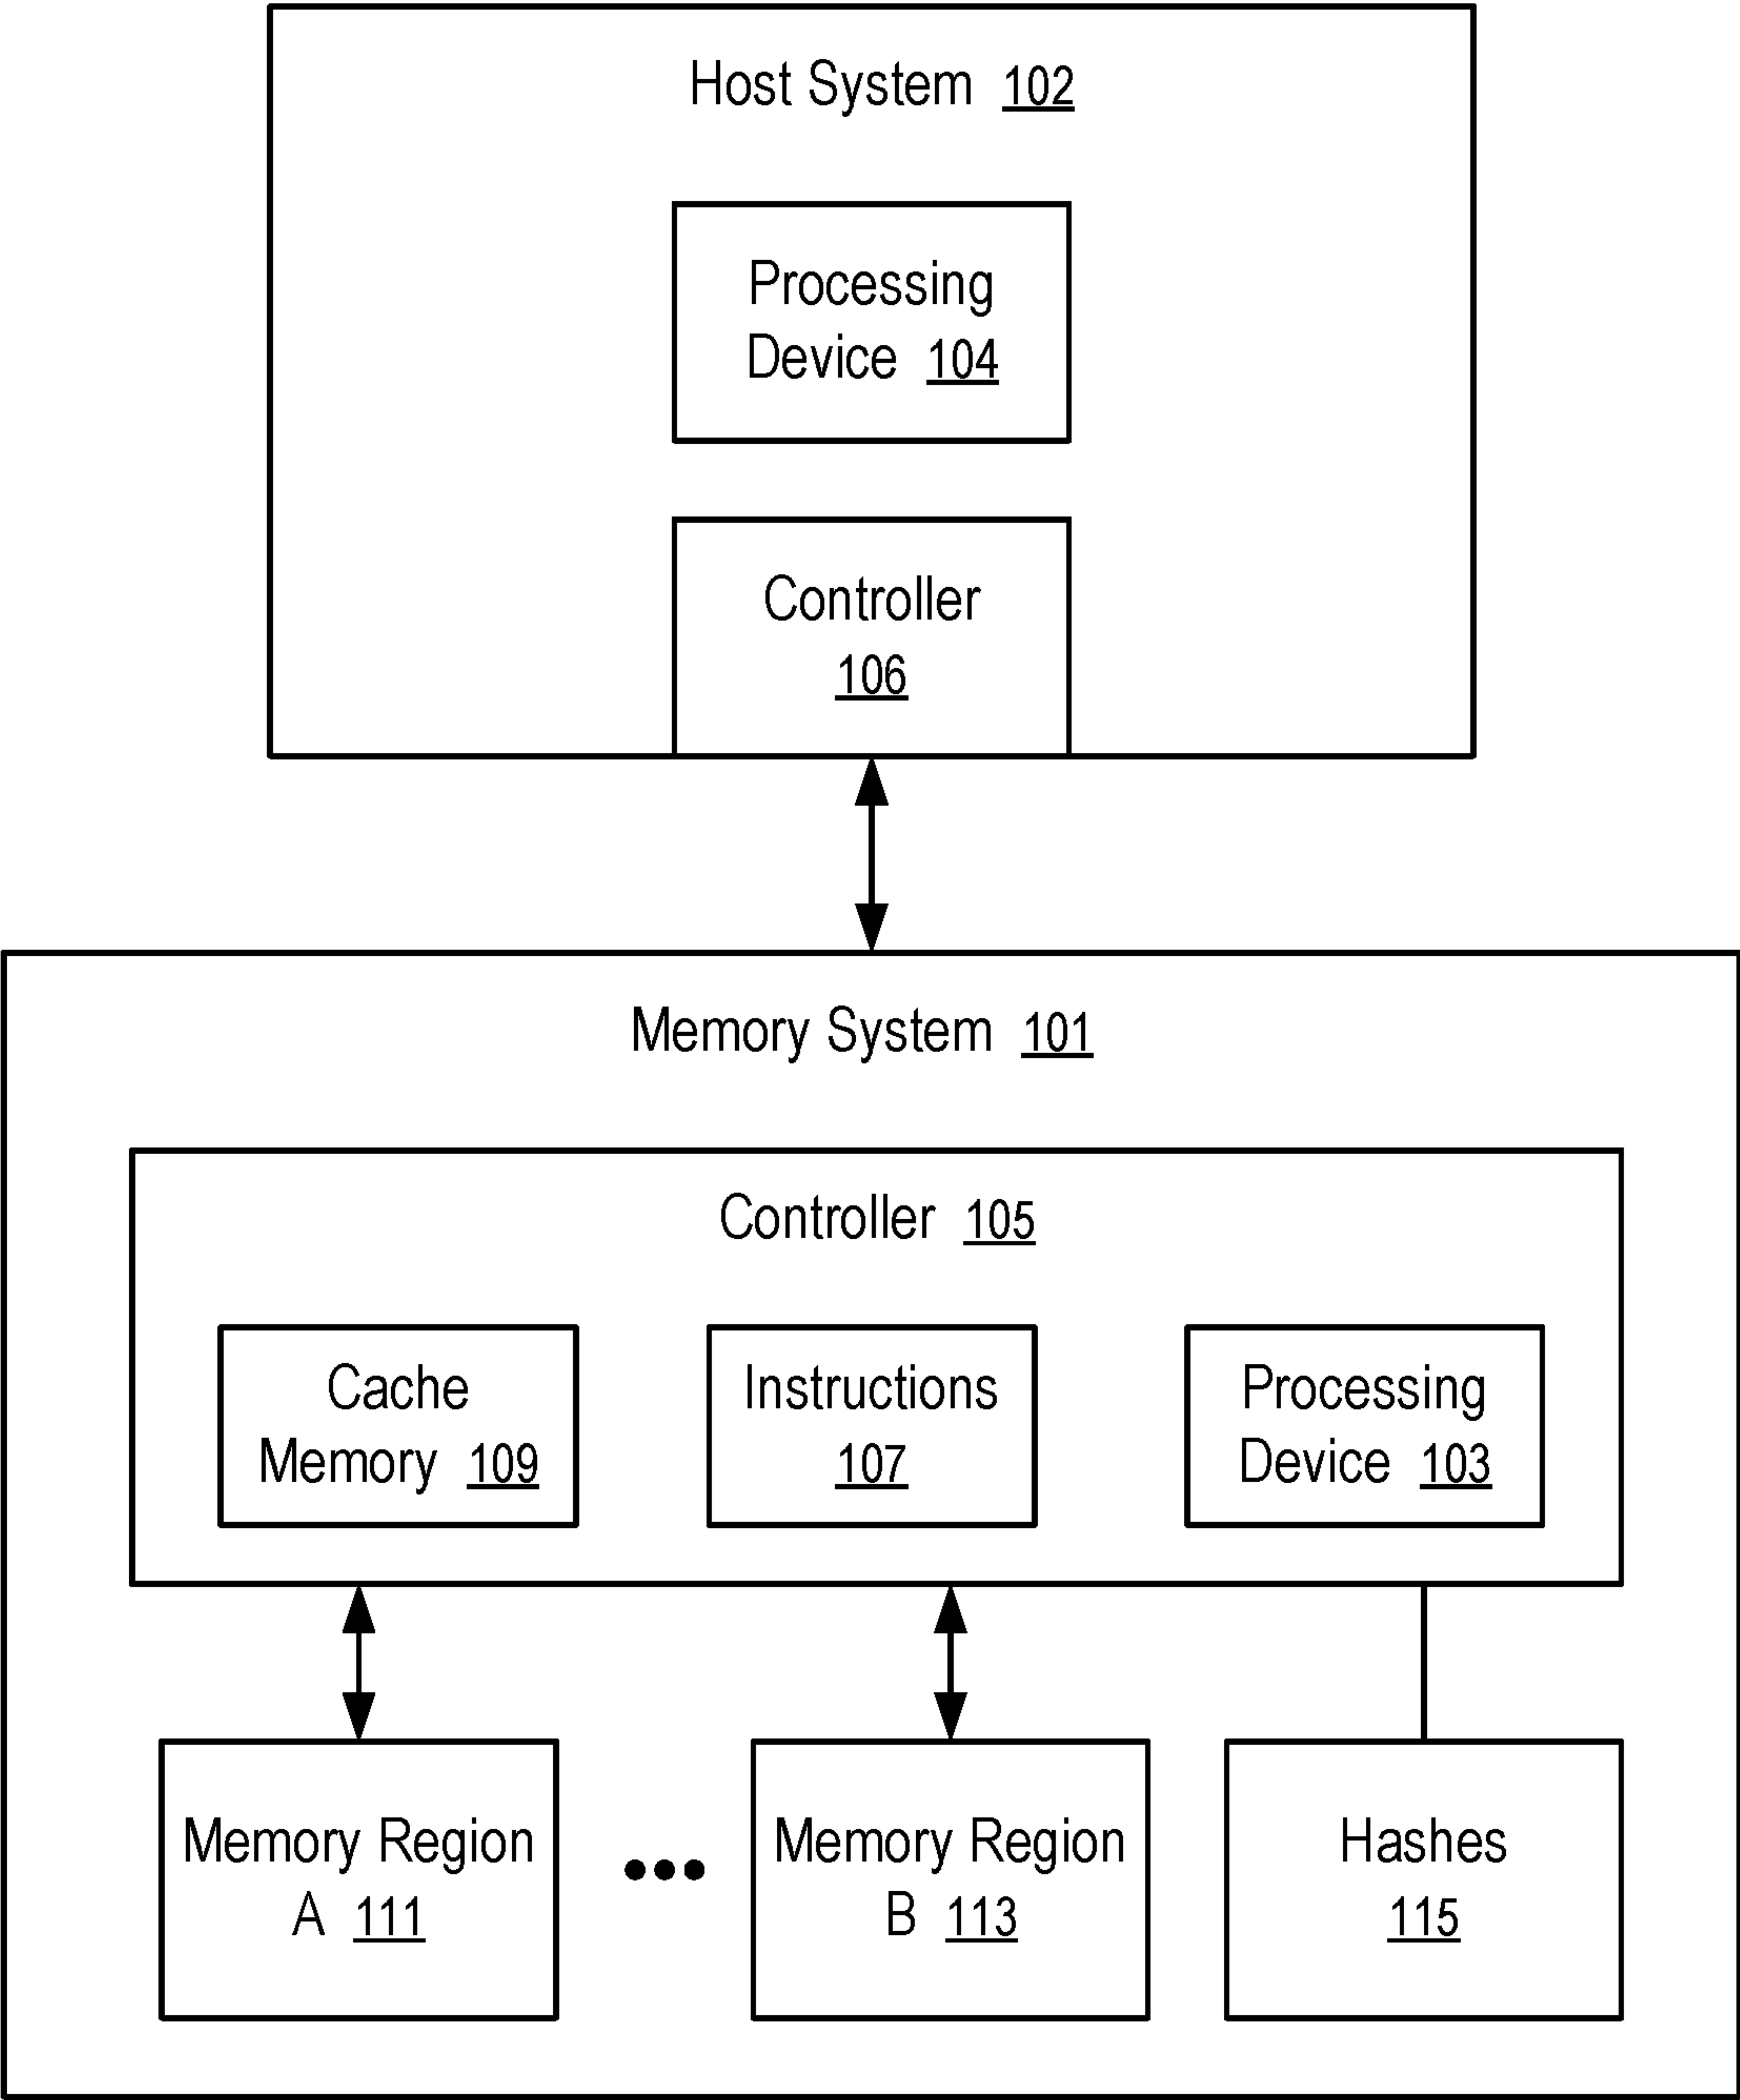 Host System 102
Processing
Device 104
Controller
106
Memory System 101
Controller 105
Cache
Memory 109
Instructions
107
Processing
Device 103
Memory Region
A 111
Memory Region
B 113
Hashes
115